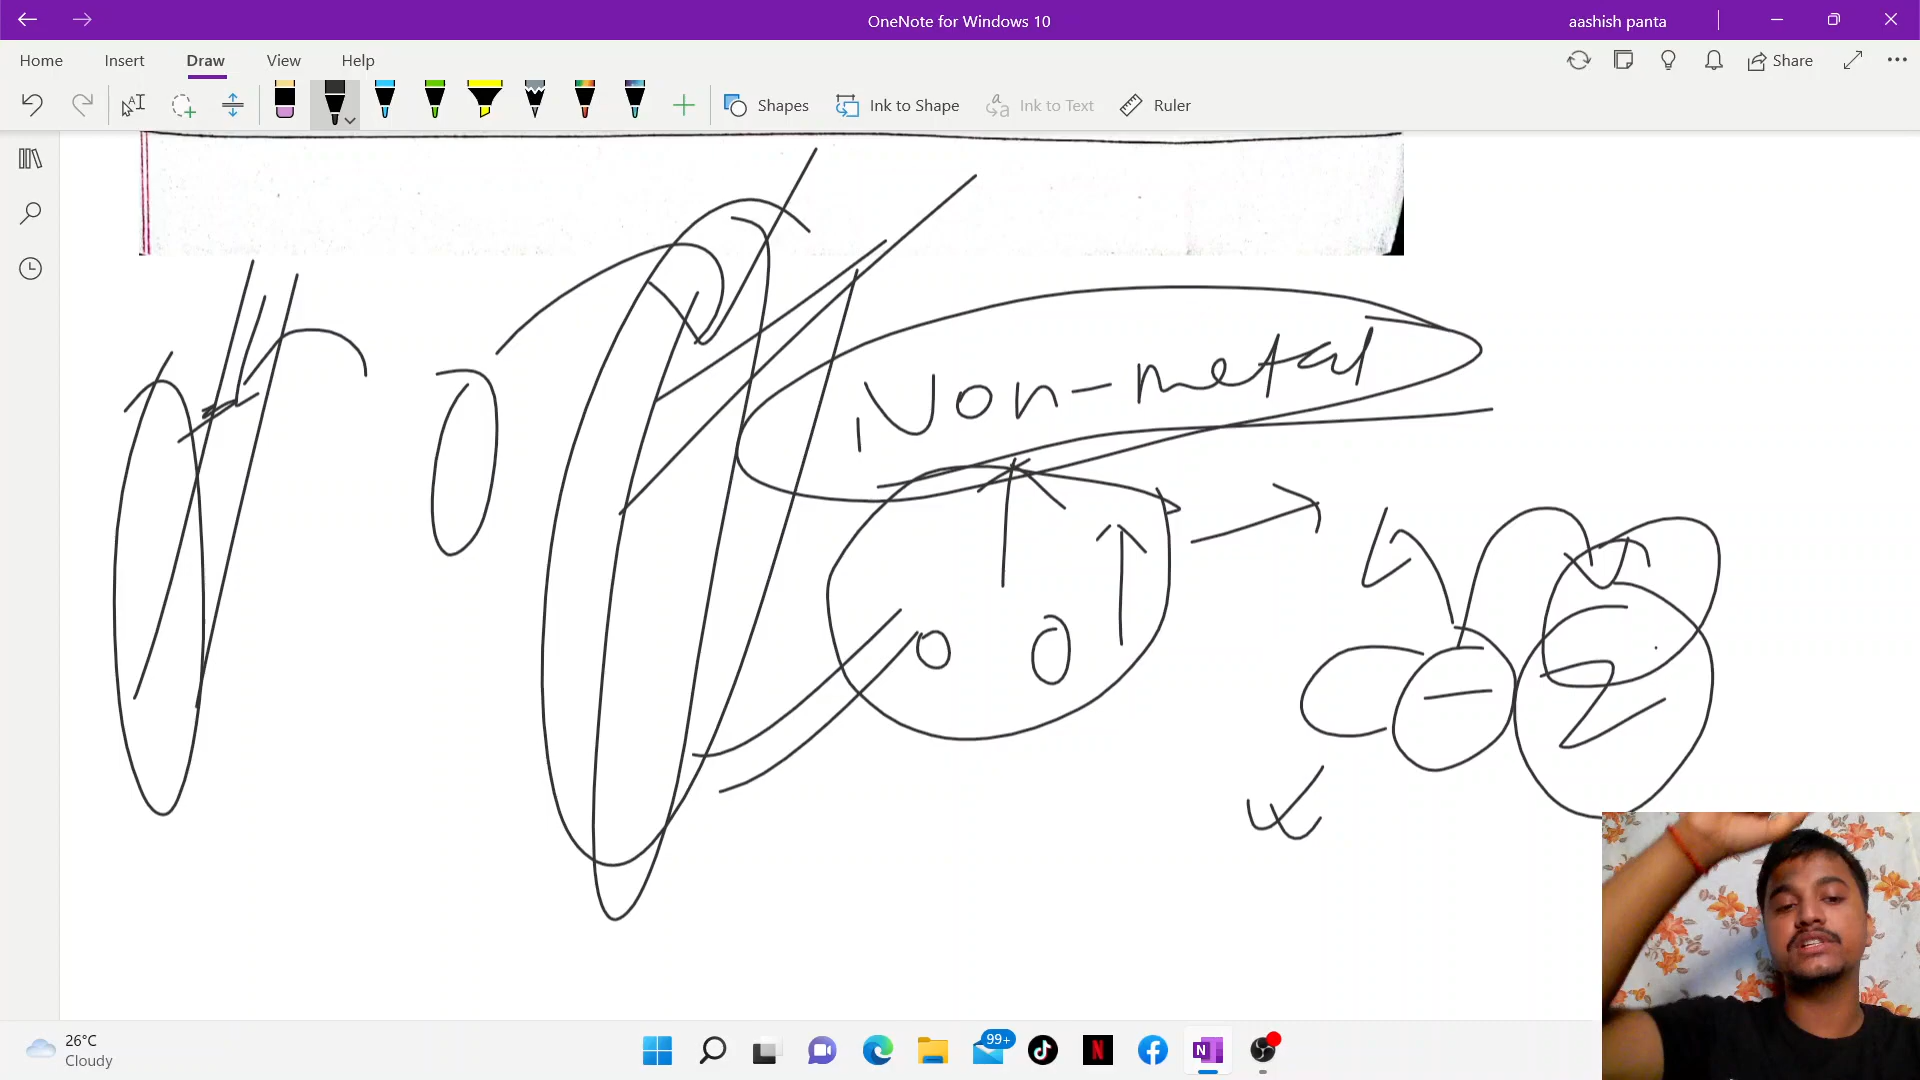 OneNote for Windows 10
aashish panta
Home Insert Draw View Help
Share
Shapes Ink to Shape Ink to Text Ruler
Non-metal
26°C
Cloudy
99+
N
N